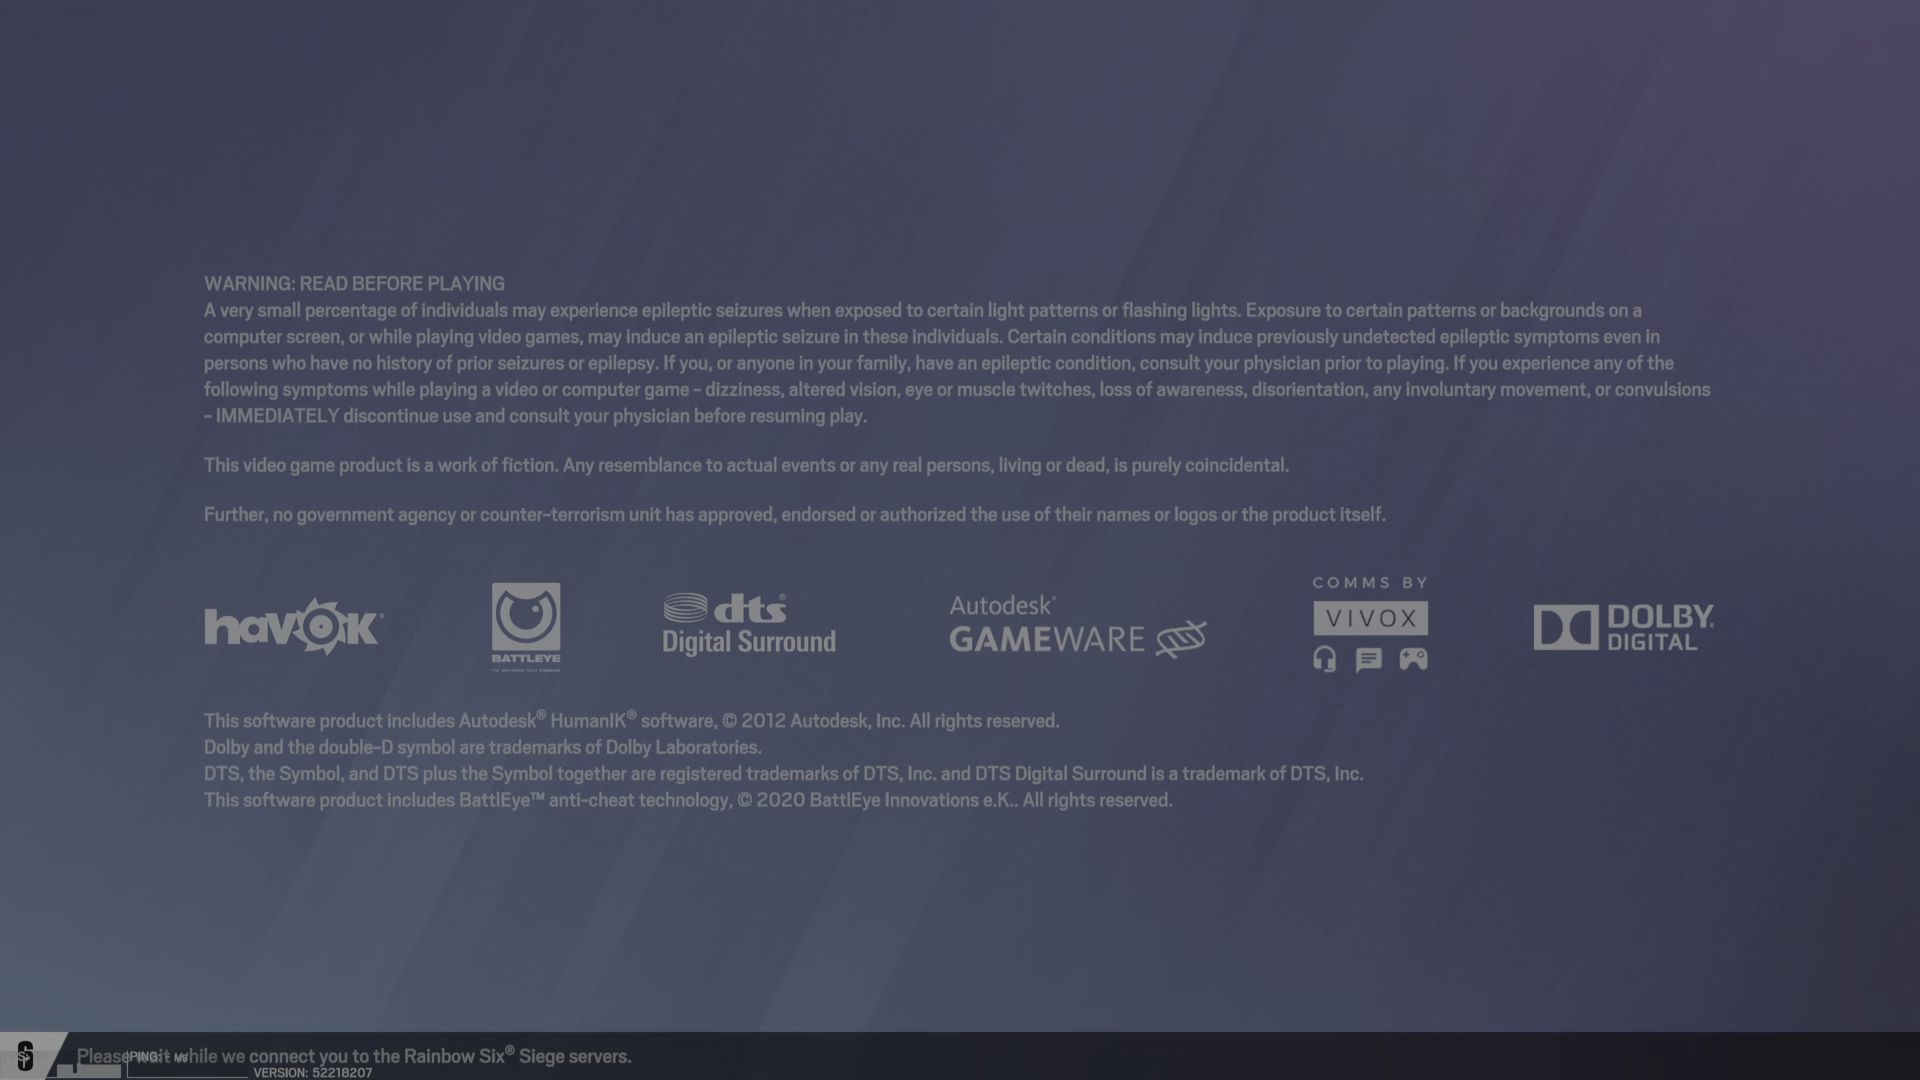 WARNING: READ BEFORE PLAYING
A very small percentage of individuals may experience epileptic seizures when exposed to certain light patterns or flashing lights. Exposure to certain patterns or backgrounds on a
computer screen, or while playing video games, may induce an epileptic seizure in these individuals. Certain conditions may induce previously undetected epileptic symptoms even in
persons who have no history of prior seizures or epilepsy. If you, or anyone in your family, have an epileptic condition, consult your physician prior to playing. If you experience any of the
following symptoms while playing a video or computer game – dizziness, altered vision, eye or muscle twitches, loss of awareness, disorientation, any involuntary movement, or convulsions
– IMMEDIATELY discontinue use and consult your physician before resuming play.
This video game product is a work of fiction. Any resemblance to actual events or any real persons, living or dead, is purely coincidental.
Further, no government agency or counter-terrorism unit has approved, endorsed or authorized the use of their names or logos or the product itself.
havok®
BATTLEYE
dts®
Digital Surround
Autodesk®
GAMEWARE
COMMS BY
VIVOX
DOLBY®
DIGITAL
This software product includes Autodesk® HumanIK® software, © 2012 Autodesk, Inc. All rights reserved.
Dolby and the double-D symbol are trademarks of Dolby Laboratories.
DTS, the Symbol, and DTS plus the Symbol together are registered trademarks of DTS, Inc. and DTS Digital Surround is a trademark of DTS, Inc.
This software product includes BattlEye™ anti-cheat technology, © 2020 BattlEye Innovations e.K.. All rights reserved.
Please wait while we connect you to the Rainbow Six® Siege servers.
PING: - MS
VERSION: 52218207